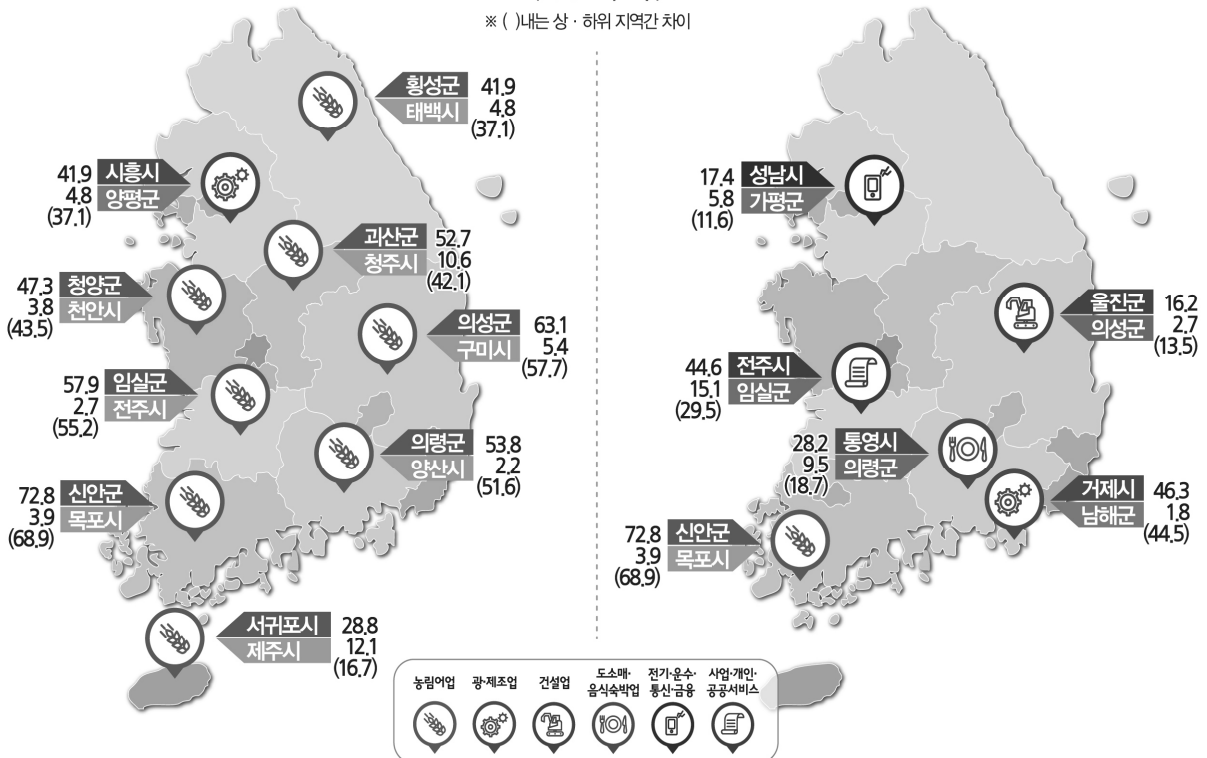 ※ ( )내는 상 · 하위 지역간 차이
횡성군 41.9
태백시 4.8
(37.1)
41.9 시흥시
4.8 양평군
(37.1)
괴산군 52.7
청주시 10.6
(42.1)
47.3 청양군
3.8 천안시
(43.5)
의성군 63.1
구미시 5.4
(57.7)
57.9 임실군
2.7 전주시
(55.2)
의령군 53.8
양산시 2.2
(51.6)
72.8 신안군
3.9 목포시
(68.9)
서귀포시 28.8
제주시 12.1
(16.7)
17.4 성남시
5.8 가평군
(11.6)
울진군 16.2
의성군 2.7
(13.5)
44.6 전주시
15.1 임실군
(29.5)
28.2 통영시
9.5 의령군
(18.7)
거제시 46.3
남해군 1.8
(44.5)
72.8 신안군
3.9 목포시
(68.9)
농림어업
광·제조업
건설업
도소매·
음식숙박업
전기·운수·
통신·금융
사업·개인·
공공서비스